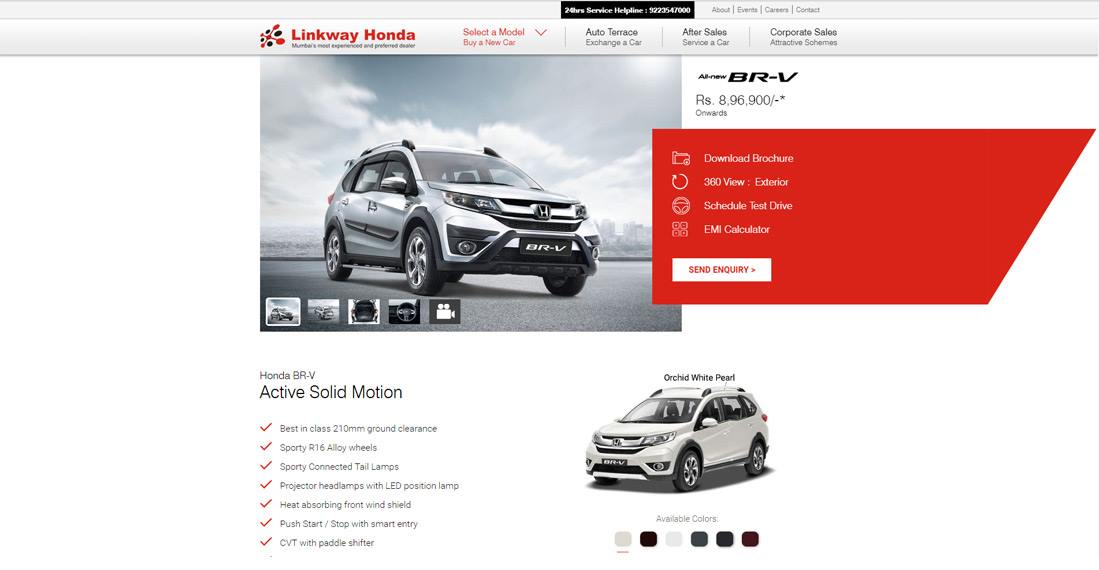 24hrs Service Helpline : 9223547000
About | Events | Careers | Contact
Linkway Honda
Mumbai's most experienced and preferred dealer
Select a Model
Buy a New Car
Auto Terrace
Exchange a Car
After Sales
Service a Car
Corporate Sales
Attractive Schemes
All-new BR-V
Rs. 8,96,900/-*
Onwards
Download Brochure
360 View : Exterior
Schedule Test Drive
EMI Calculator
SEND ENQUIRY >
BR-V
Honda BR-V
Active Solid Motion
Best in class 210mm ground clearance
Sporty R16 Alloy wheels
Sporty Connected Tail Lamps
Projector headlamps with LED position lamp
Heat absorbing front wind shield
Push Start / Stop with smart entry
CVT with paddle shifter
Orchid White Pearl
BR-V
Available Colors: